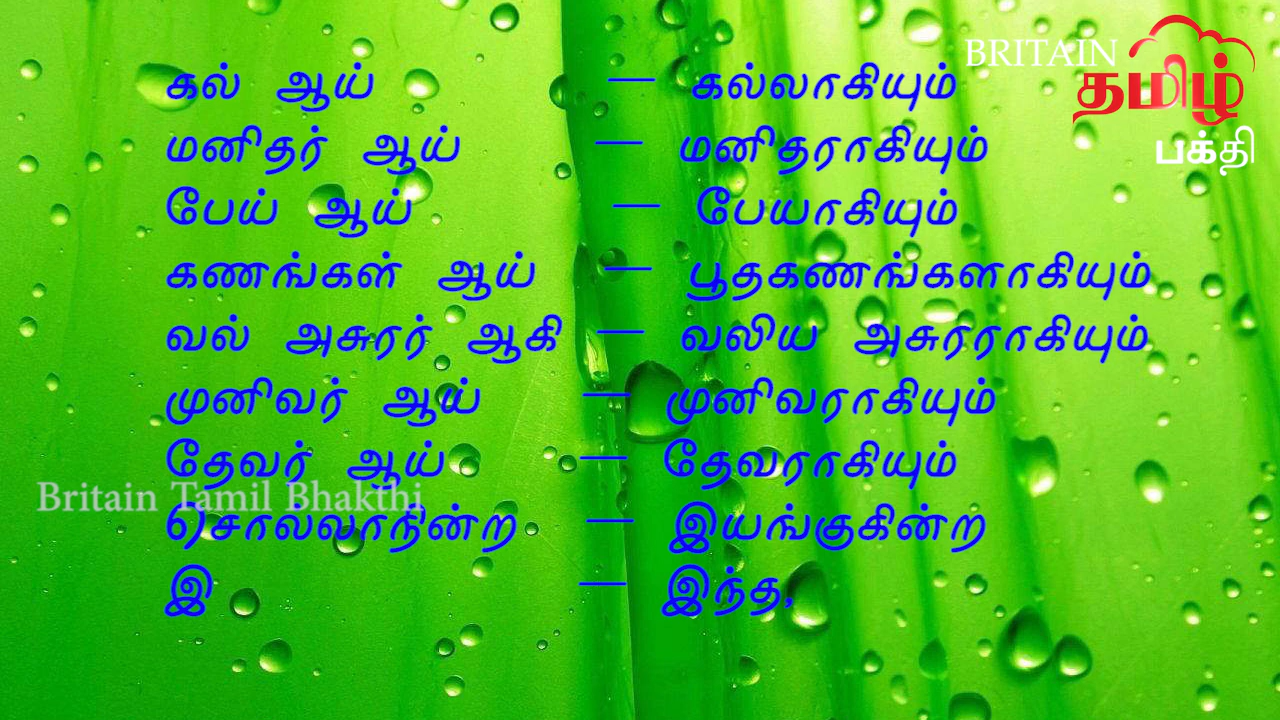 BRITAIN
தமிழ்
பக்தி
கல் ஆய் — கல்லாகியும்
மனிதர் ஆய் — மனிதராகியும்
பேய் ஆய் — பேயாகியும்
கணங்கள் ஆய் — பூதகணங்களாகியும்
வல் அசுரர் ஆகி — வலிய அசுரராகியும்
முனிவர் ஆய் — முனிவராகியும்
தேவர் ஆய் — தேவராகியும்
Britain Tamil Bhakthi
சொல்லாநின்ற — இயங்குகின்ற
இ — இந்த,